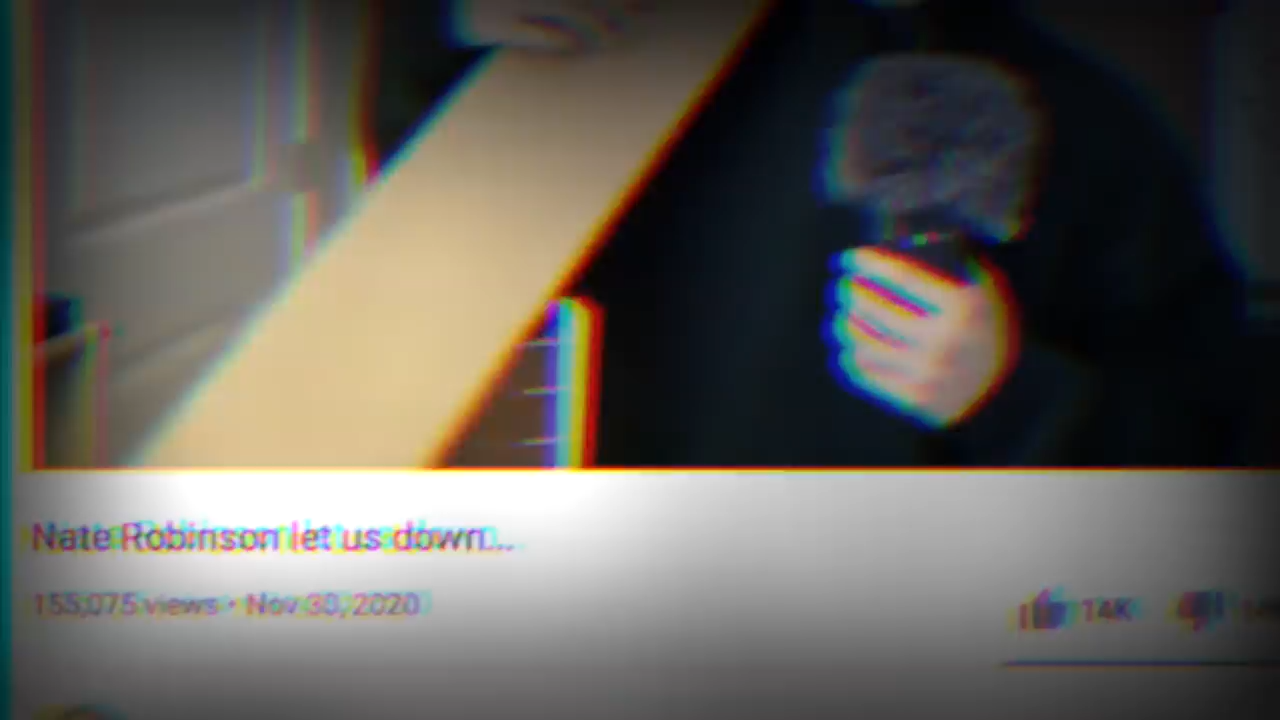 Nate Robinson let us down...
155,075 views • Nov 30, 2020
14K